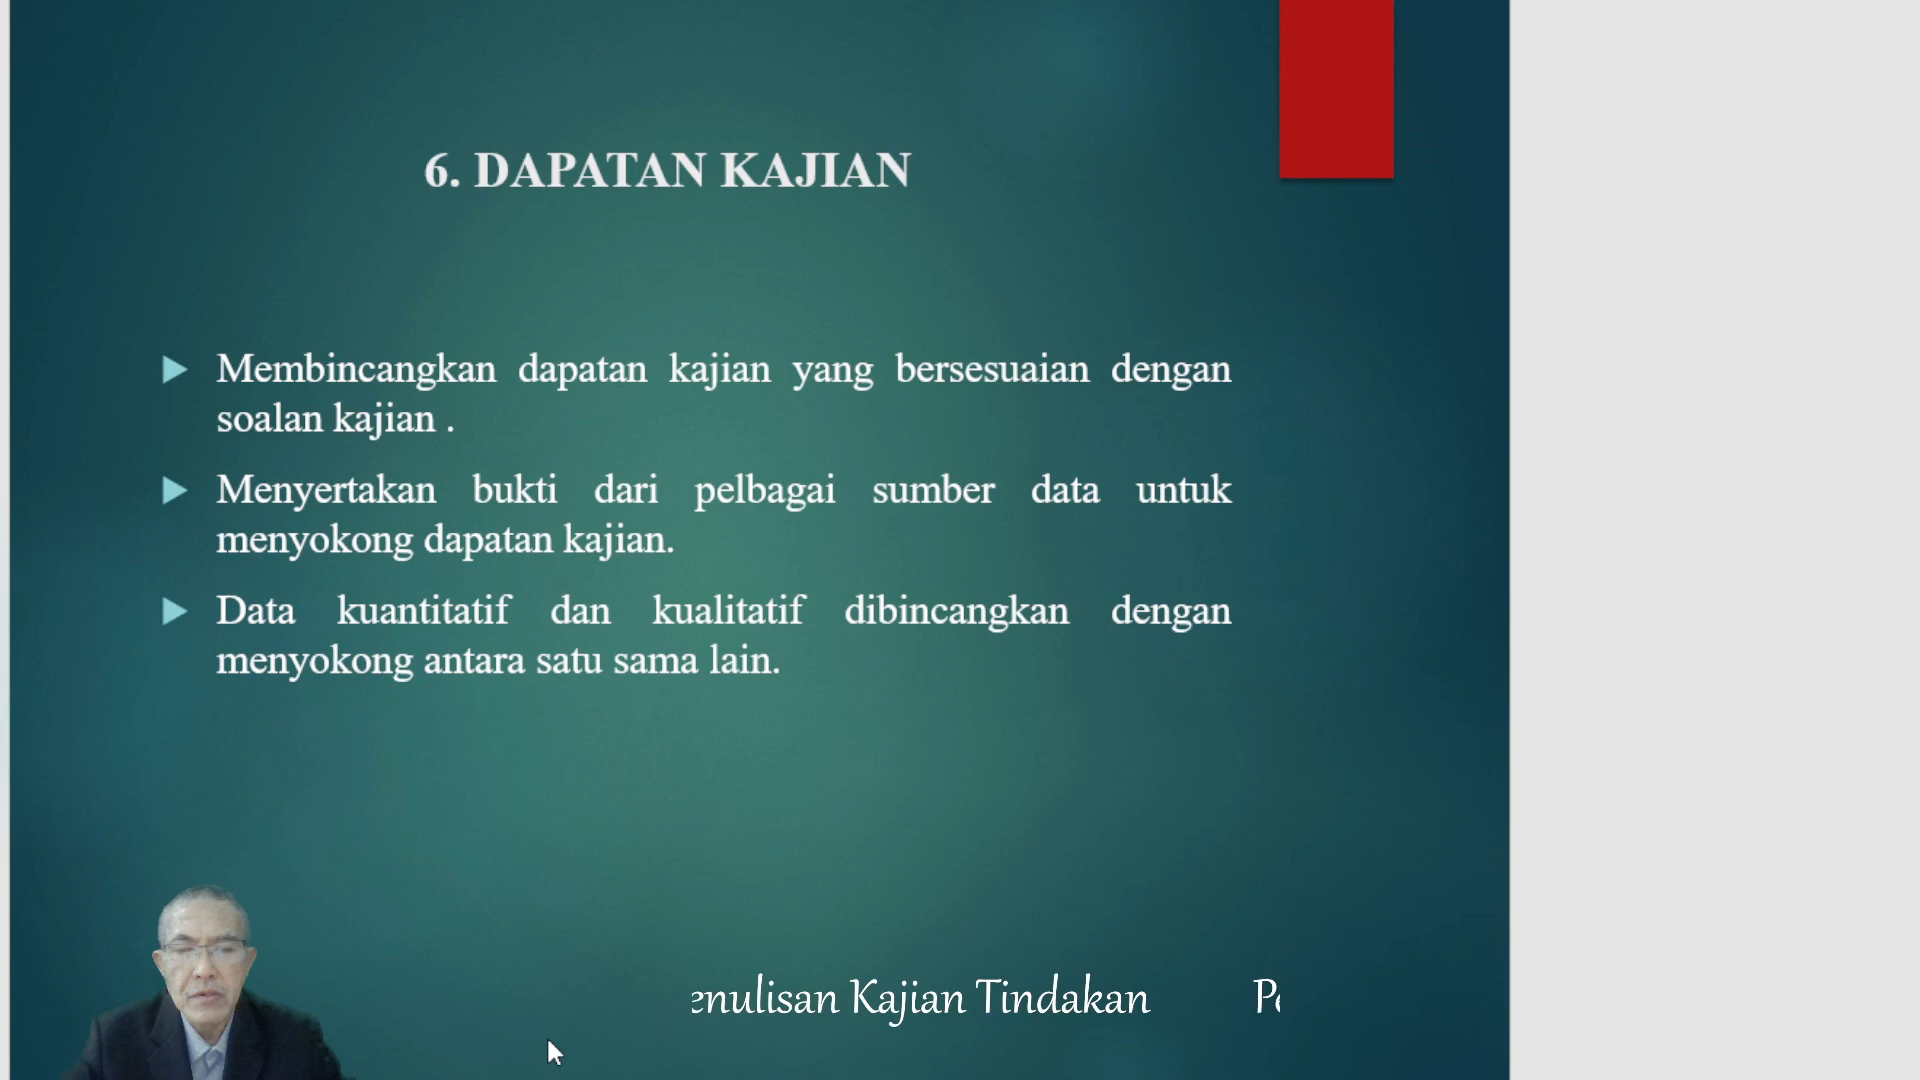 6. DAPATAN KAJIAN
Membincangkan dapatan kajian yang bersesuaian dengan
soalan kajian .
Menyertakan bukti dari pelbagai sumber data untuk
menyokong dapatan kajian.
Data kuantitatif dan kualitatif dibincangkan dengan
menyokong antara satu sama lain.
enulisan Kajian Tindakan